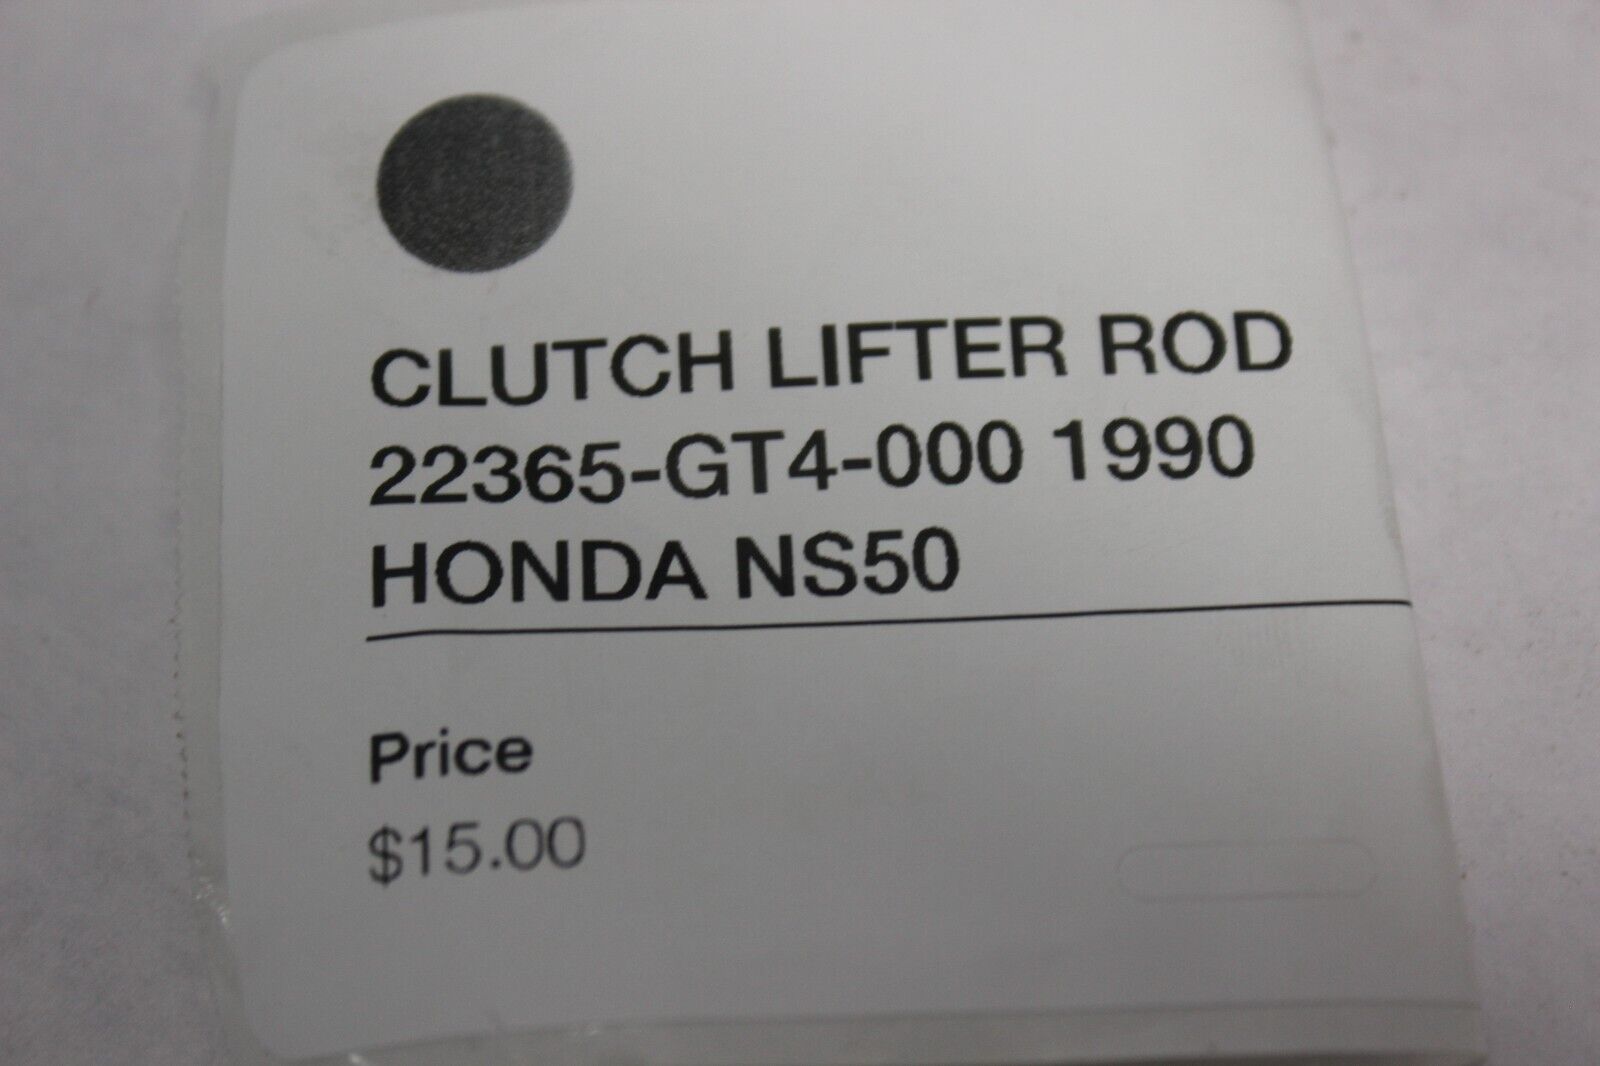 CLUTCH LIFTER ROD
22365-GT4-000 1990
HONDA NS50
Price
$15.00